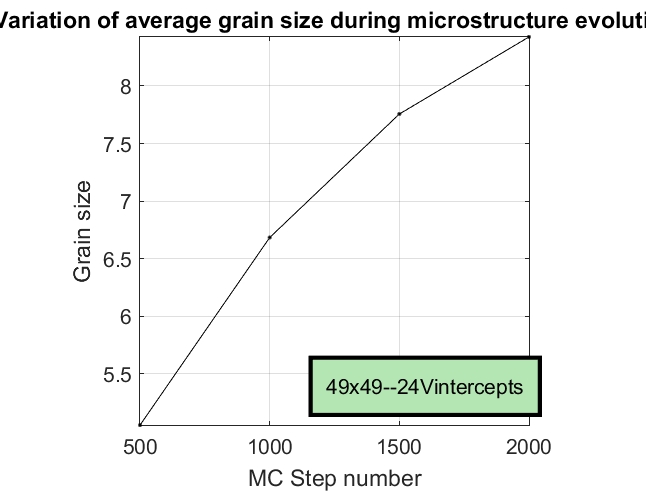 Variation of average grain size during microstructure evoluti
8
7.5
7
6.5
6
5.5
Grain size
49x49--24Vintercepts
500 1000 1500 2000
MC Step number